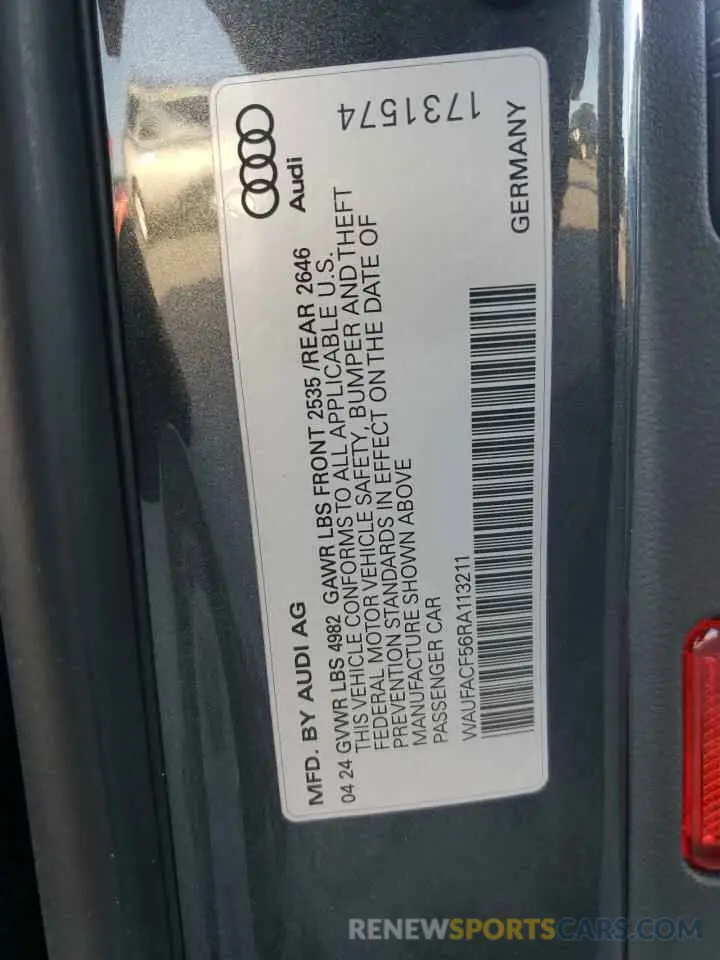 Audi
1731574
MFD. BY AUDI AG
04 24 GVWR LBS 4982 GAWR LBS FRONT 2535 /REAR 2646
THIS VEHICLE CONFORMS TO ALL APPLICABLE U.S.
FEDERAL MOTOR VEHICLE SAFETY, BUMPER AND THEFT
PREVENTION STANDARDS IN EFFECT ON THE DATE OF
MANUFACTURE SHOWN ABOVE
PASSENGER CAR
WAUFACF56RA113211
GERMANY
RENEWSPORTSCARS.COM